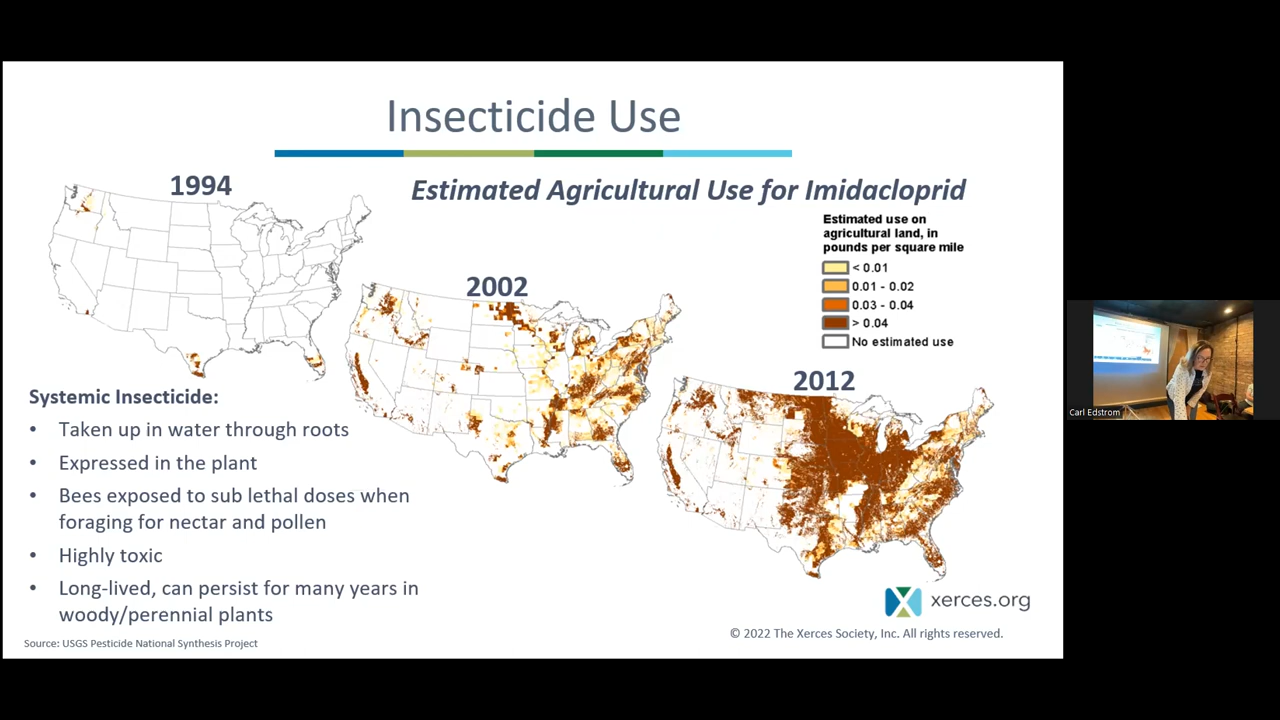 Insecticide Use
1994
Estimated Agricultural Use for Imidacloprid
Estimated use on
agricultural land, in
pounds per square mile
< 0.01
0.01 - 0.02
0.03 - 0.04
> 0.04
No estimated use
2002
2012
Systemic Insecticide:
• Taken up in water through roots
• Expressed in the plant
• Bees exposed to sub lethal doses when
foraging for nectar and pollen
• Highly toxic
• Long-lived, can persist for many years in
woody/perennial plants
Source: USGS Pesticide National Synthesis Project
xerces.org
© 2022 The Xerces Society, Inc. All rights reserved.
Carl Edstrom